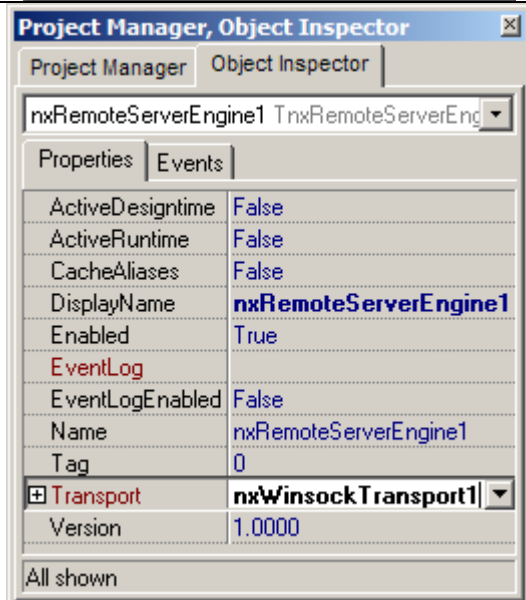 Project Manager, Object Inspector
Project Manager Object Inspector
nxRemoteServerEngine1 TnxRemoteServerEng
Properties Events
ActiveDesigntime False
ActiveRuntime False
CacheAliases False
DisplayName nxRemoteServerEngine1
Enabled True
EventLog
EventLogEnabled False
Name nxRemoteServerEngine1
Tag 0
Transport nxWinsockTransport1
Version 1.0000
All shown